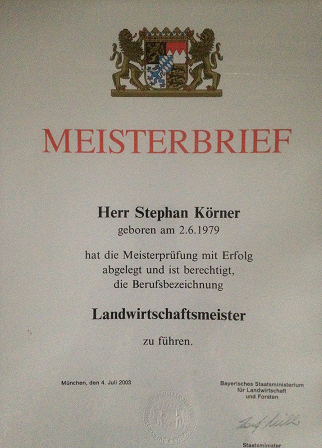 MEISTERBRIEF
Herr Stephan Körner
geboren am 2.6.1979
hat die Meisterprüfung mit Erfolg
abgelegt und ist berechtigt,
die Berufsbezeichnung
Landwirtschaftsmeister
zu führen.
München, den 4. Juli 2003
Bayerisches Staatsministerium
für Landwirtschaft
und Forsten
Staatsminister